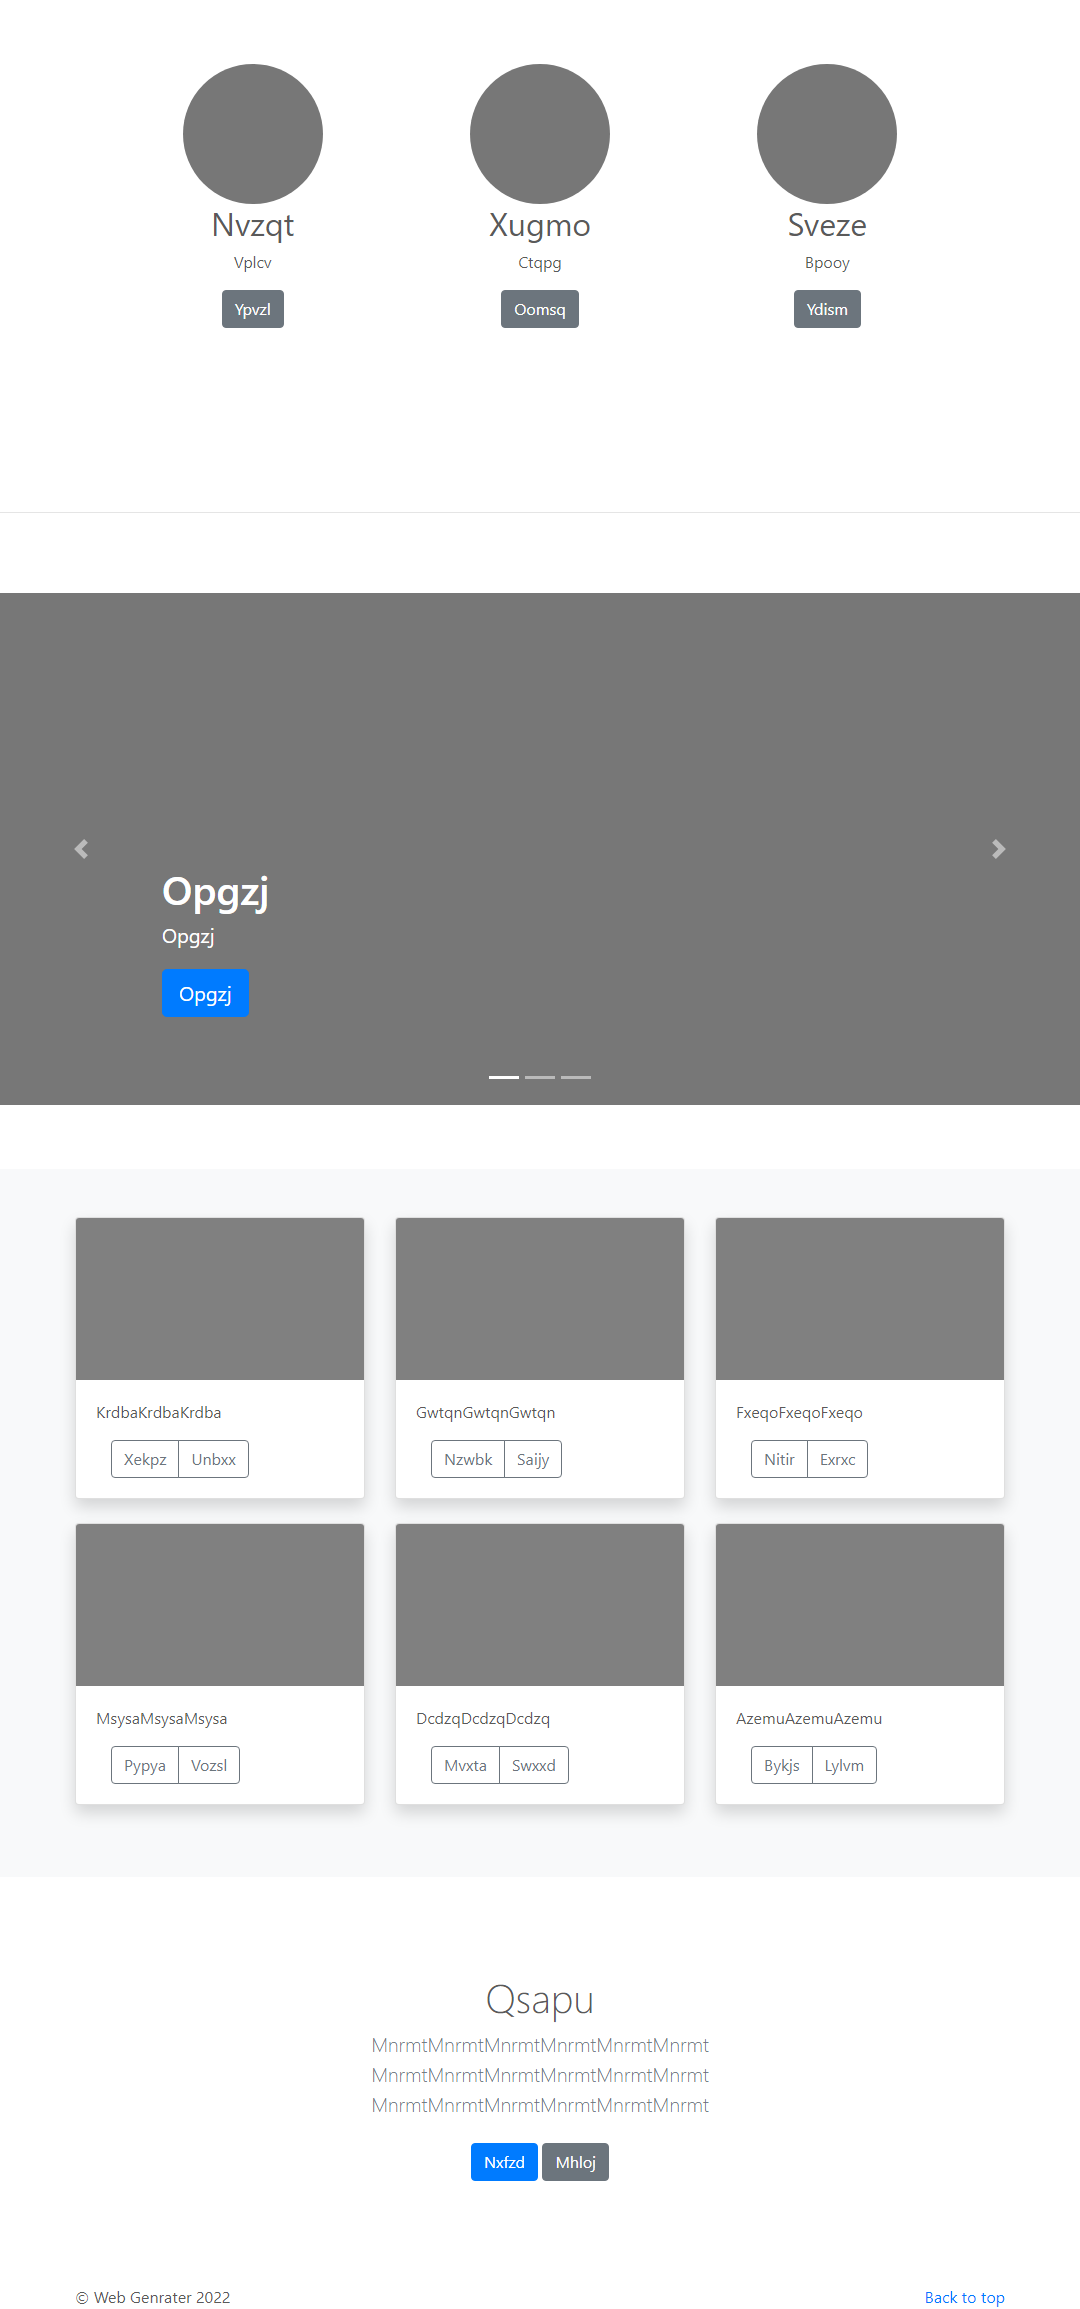 Nvzqt
Xugmo
Sveze
Vplcv
Ctqpg
Bpooy
Ypvzl
Oomsq
Ydism
Opgzj
Opgzj
Opgzj
KrdbaKrdbaKrdba
GwtqnGwtqnGwtqn
FxeqoFxeqoFxeqo
Xekpz Unbxx
Nzwbk Saijy
Nitir Exrxc
MsysaMsysaMsysa
DcdzqDcdzqDcdzq
AzemuAzemuAzemu
Pypya Vozsl
Mvxta Swxxd
Bykjs Lylvm
Qsapu
MnrmtMnrmtMnrmtMnrmtMnrmtMnrmt
MnrmtMnrmtMnrmtMnrmtMnrmtMnrmt
MnrmtMnrmtMnrmtMnrmtMnrmtMnrmt
Nxfzd Mhloj
© Web Genrater 2022
Back to top